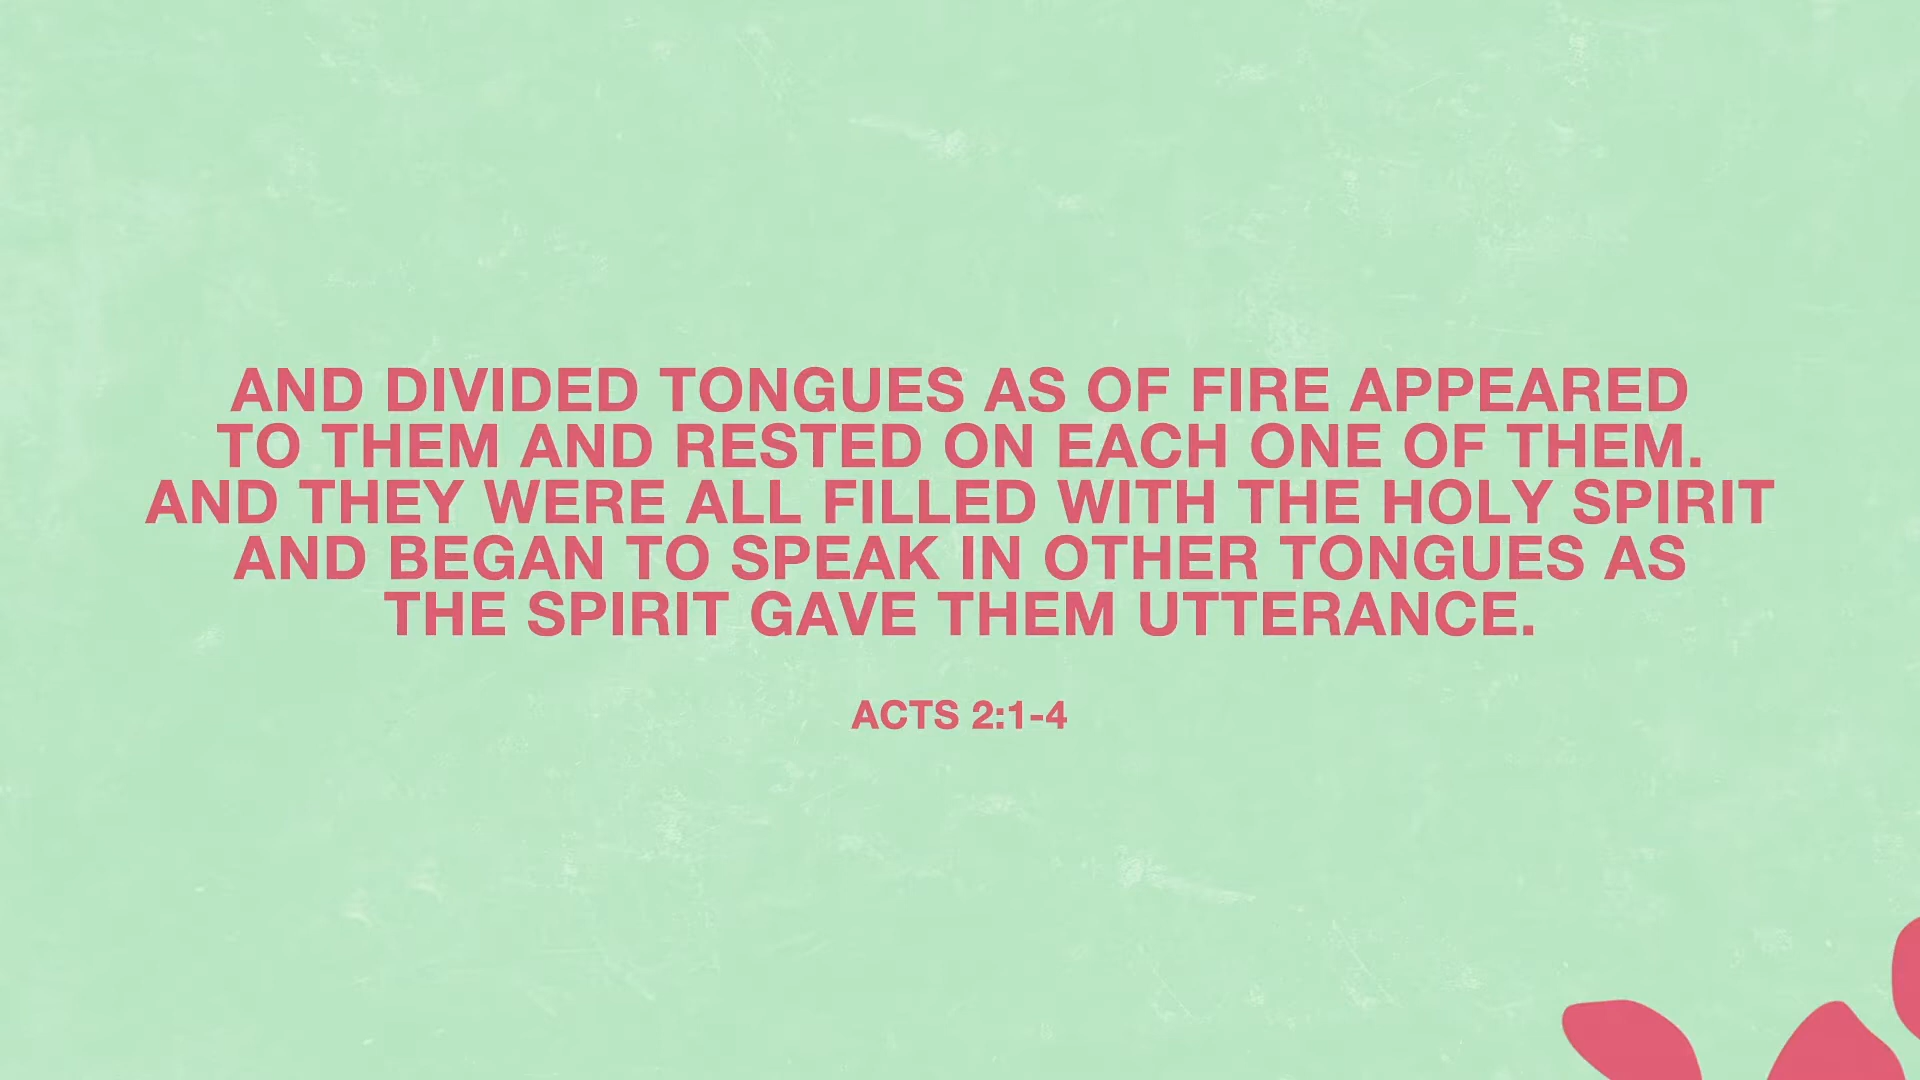 AND DIVIDED TONGUES AS OF FIRE APPEARED
TO THEM AND RESTED ON EACH ONE OF THEM.
AND THEY WERE ALL FILLED WITH THE HOLY SPIRIT
AND BEGAN TO SPEAK IN OTHER TONGUES AS
THE SPIRIT GAVE THEM UTTERANCE.
ACTS 2:1-4